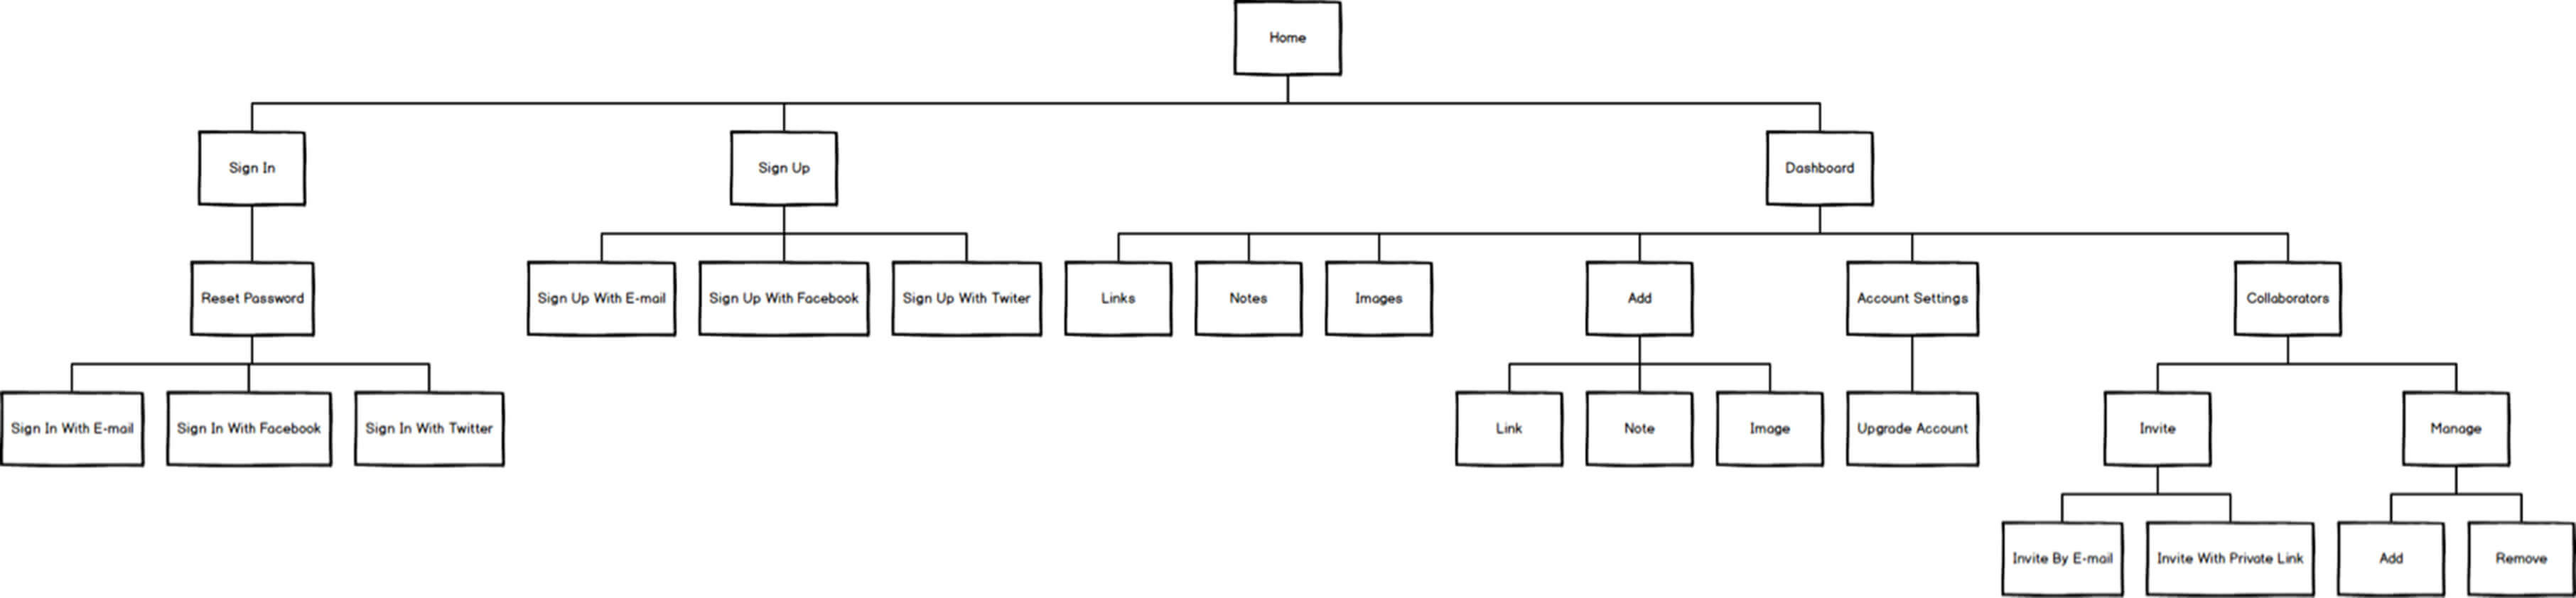 Home
Sign In
Sign Up
Dashboard
Reset Password
Sign Up With E-mail
Sign Up With Facebook
Sign Up With Twiter
Links
Notes
Images
Add
Account Settings
Collaborators
Sign In With E-mail
Sign In With Facebook
Sign In With Twitter
Link
Note
Image
Upgrade Account
Invite
Manage
Invite By E-mail
Invite With Private Link
Add
Remove